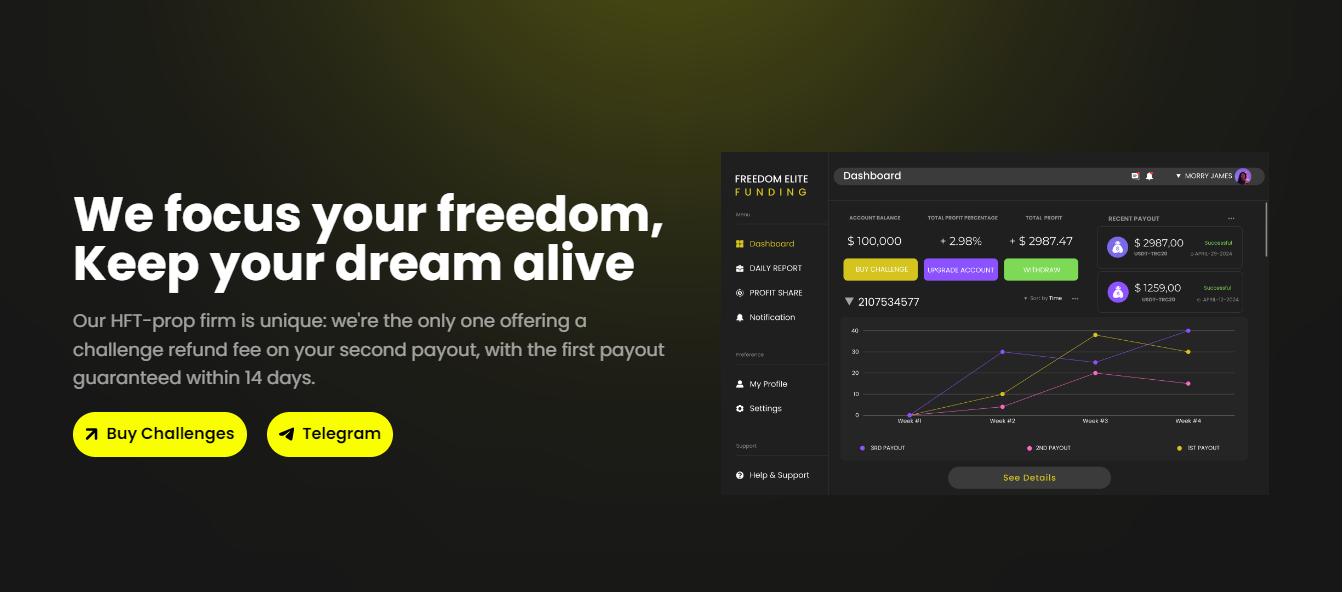 We focus your freedom,
Keep your dream alive
Our HFT-prop firm is unique: we're the only one offering a
challenge refund fee on your second payout, with the first payout
guaranteed within 14 days.
Buy Challenges
Telegram
FREEDOM ELITE
FUNDING
Menu
Dashboard
DAILY REPORT
PROFIT SHARE
Notification
Preference
My Profile
Settings
Support
Help & Support
Dashboard
MORRY JAMES
ACCOUNT BALANCE
TOTAL PROFIT PERCENTAGE
TOTAL PROFIT
$ 100,000
+ 2.98%
+ $ 2987.47
BUY CHALLENGE
UPGRADE ACCOUNT
WITHDRAW
2107534577
Sort by Time
RECENT PAYOUT
$ 2987,00
Successful
USDT-TRC20
APRIL-29-2024
$ 1259,00
Successful
USDT-TRC20
APRIL-12-2024
40
30
20
10
0
Week #1
Week #2
Week #3
Week #4
3RD PAYOUT
2ND PAYOUT
1ST PAYOUT
See Details